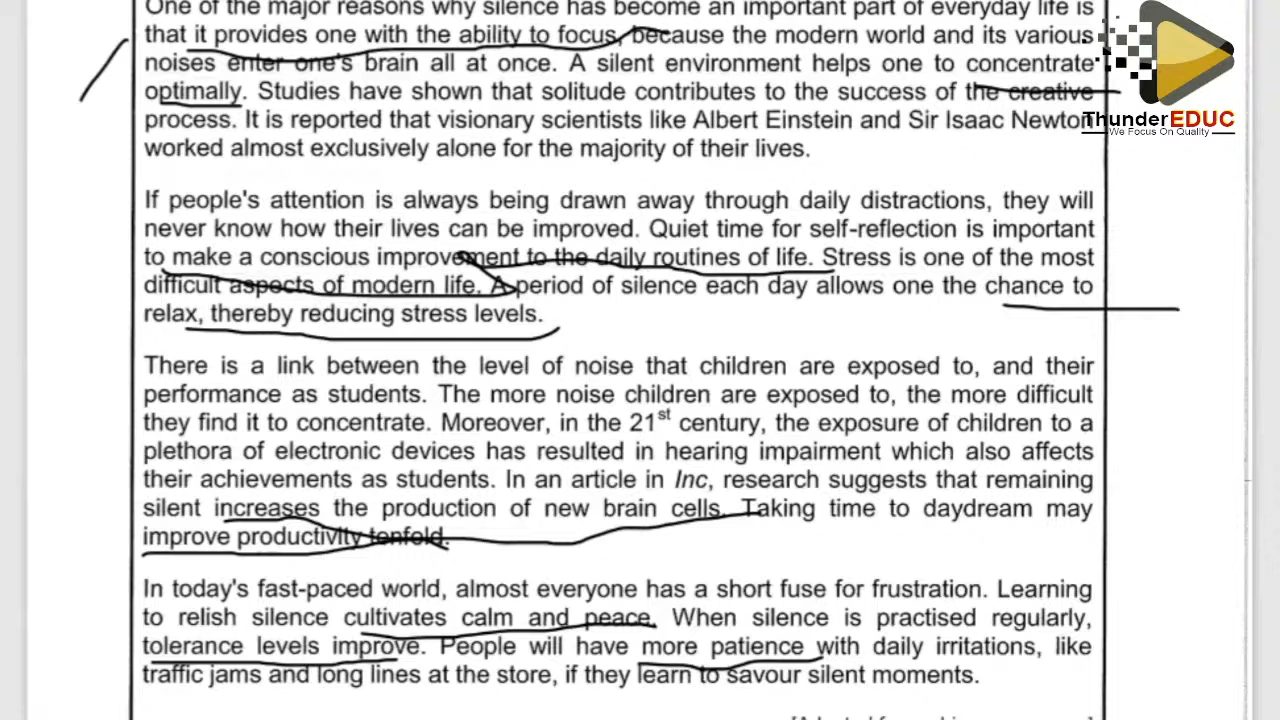 One of the major reasons why silence has become an important part of everyday life is
that it provides one with the ability to focus, because the modern world and its various
noises enter one's brain all at once. A silent environment helps one to concentrate
optimally. Studies have shown that solitude contributes to the success of the creative
process. It is reported that visionary scientists like Albert Einstein and Sir Isaac Newton
worked almost exclusively alone for the majority of their lives.
ThunderEDUC
We Focus On Quality
If people's attention is always being drawn away through daily distractions, they will
never know how their lives can be improved. Quiet time for self-reflection is important
to make a conscious improvement to the daily routines of life. Stress is one of the most
difficult aspects of modern life. A period of silence each day allows one the chance to
relax, thereby reducing stress levels.
There is a link between the level of noise that children are exposed to, and their
performance as students. The more noise children are exposed to, the more difficult
they find it to concentrate. Moreover, in the 21st century, the exposure of children to a
plethora of electronic devices has resulted in hearing impairment which also affects
their achievements as students. In an article in Inc, research suggests that remaining
silent increases the production of new brain cells. Taking time to daydream may
improve productivity tenfold.
In today's fast-paced world, almost everyone has a short fuse for frustration. Learning
to relish silence cultivates calm and peace. When silence is practised regularly,
tolerance levels improve. People will have more patience with daily irritations, like
traffic jams and long lines at the store, if they learn to savour silent moments.